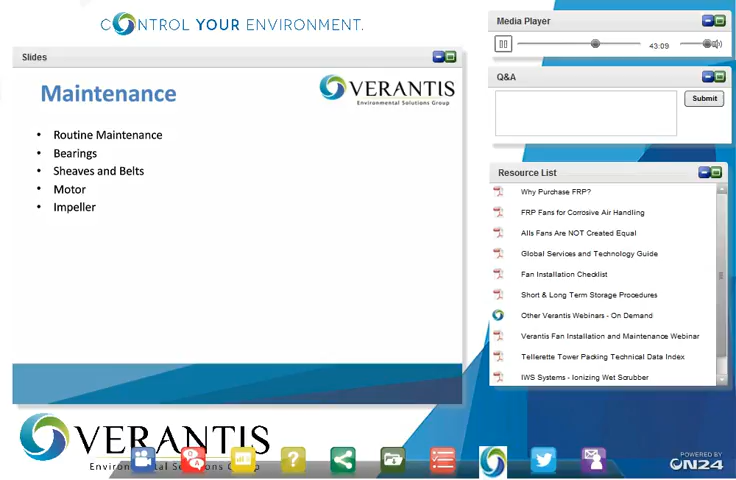 CONTROL YOUR ENVIRONMENT.
Slides
Maintenance
VERANTIS
Environmental Solutions Group
• Routine Maintenance
• Bearings
• Sheaves and Belts
• Motor
• Impeller
VERANTIS
Environmental Solutions Group
Media Player
43:09
Q&A
Submit
Resource List
Why Purchase FRP?
FRP Fans for Corrosive Air Handling
Alls Fans Are NOT Created Equal
Global Services and Technology Guide
Fan Installation Checklist
Short & Long Term Storage Procedures
Other Verantis Webinars - On Demand
Verantis Fan Installation and Maintenance Webinar
Tellerette Tower Packing Technical Data Index
IWS Systems - Ionizing Wet Scrubber
Q
A
?
POWERED BY
ON24